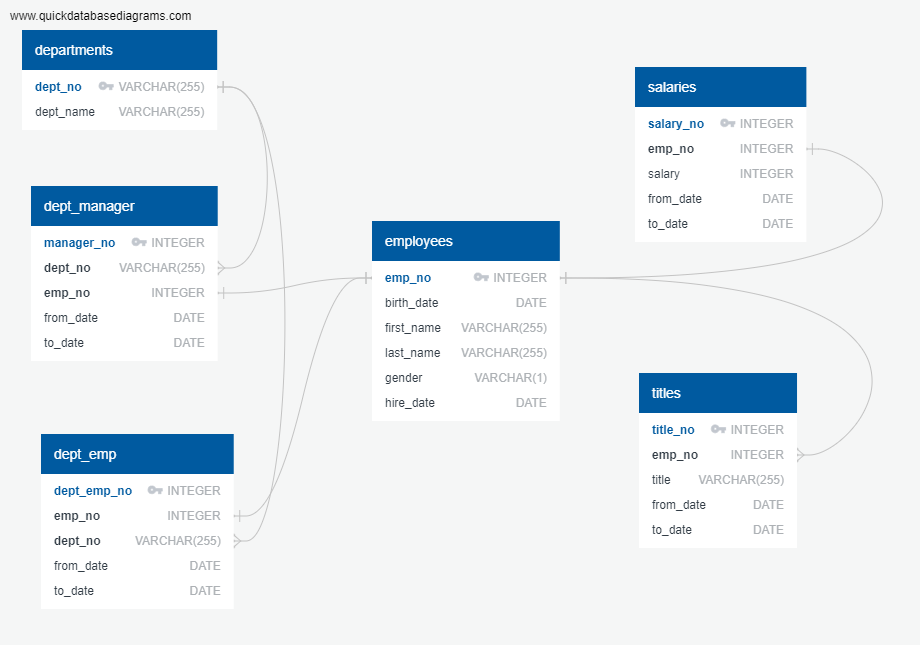 www.quickdatabasediagrams.com
departments
dept_no VARCHAR(255)
dept_name VARCHAR(255)
dept_manager
manager_no INTEGER
dept_no VARCHAR(255)
emp_no INTEGER
from_date DATE
to_date DATE
dept_emp
dept_emp_no INTEGER
emp_no INTEGER
dept_no VARCHAR(255)
from_date DATE
to_date DATE
employees
emp_no INTEGER
birth_date DATE
first_name VARCHAR(255)
last_name VARCHAR(255)
gender VARCHAR(1)
hire_date DATE
salaries
salary_no INTEGER
emp_no INTEGER
salary INTEGER
from_date DATE
to_date DATE
titles
title_no INTEGER
emp_no INTEGER
title VARCHAR(255)
from_date DATE
to_date DATE